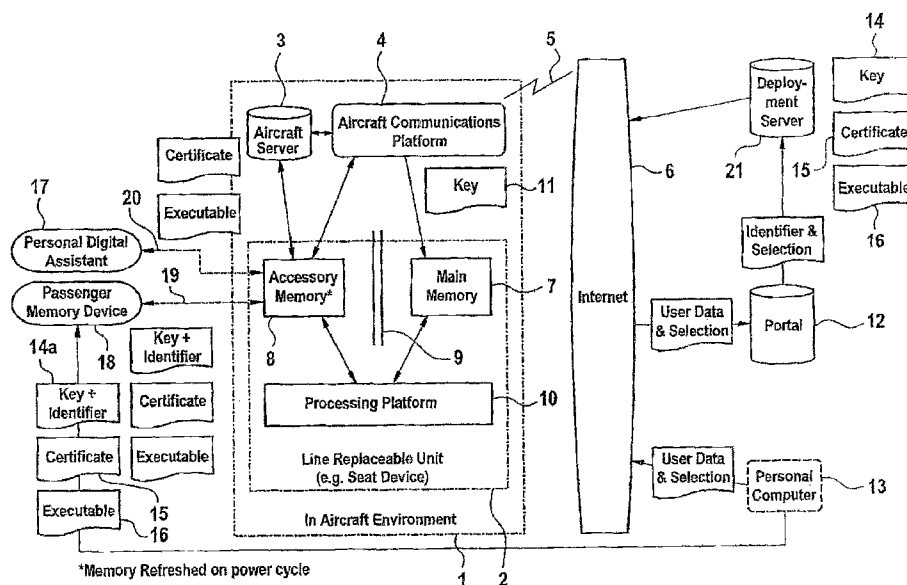 3
4
5
14
Key
Deploy-
ment
Server
21
Certificate
15
Executable
16
Aircraft
Server
Aircraft Communications
Platform
Certificate
Executable
Key
11
6
17
20
Personal Digital
Assistant
19
Passenger
Memory Device
18
14a
Accessory
Memory*
8
9
Main
Memory
7
Internet
Identifier &
Selection
User Data
& Selection
Portal
12
Key +
Identifier
Key +
Identifier
Certificate
Certificate
Executable
15
Executable
16
Processing Platform
10
Line Replaceable Unit
(e.g. Seat Device)
In Aircraft Environment
User Data
& Selection
Personal
Computer
13
*Memory Refreshed on power cycle
1
2